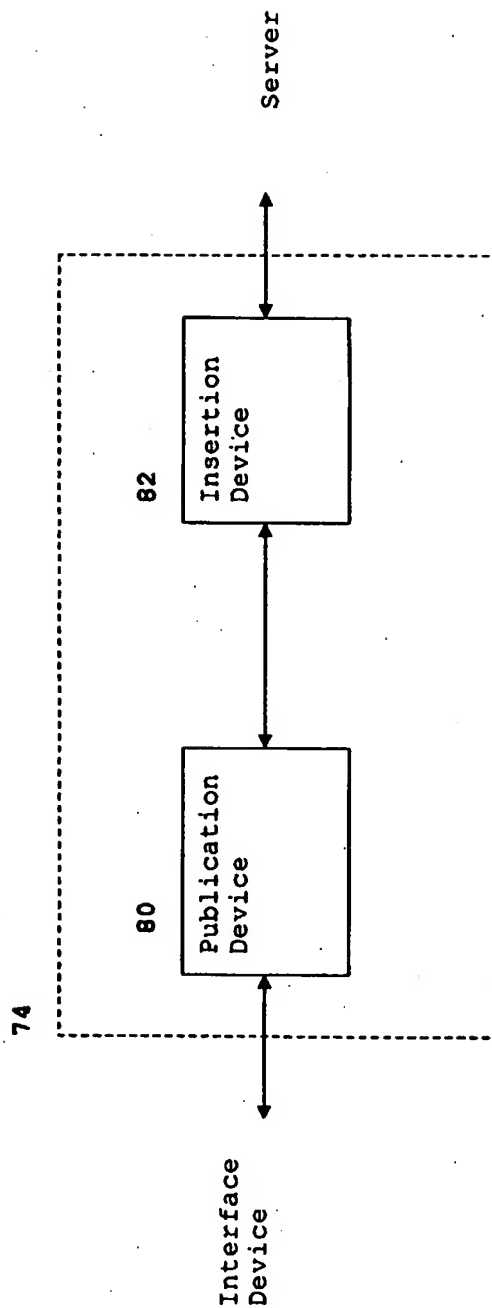 74
Interface
Device
80
Publication
Device
82
Insertion
Device
Server